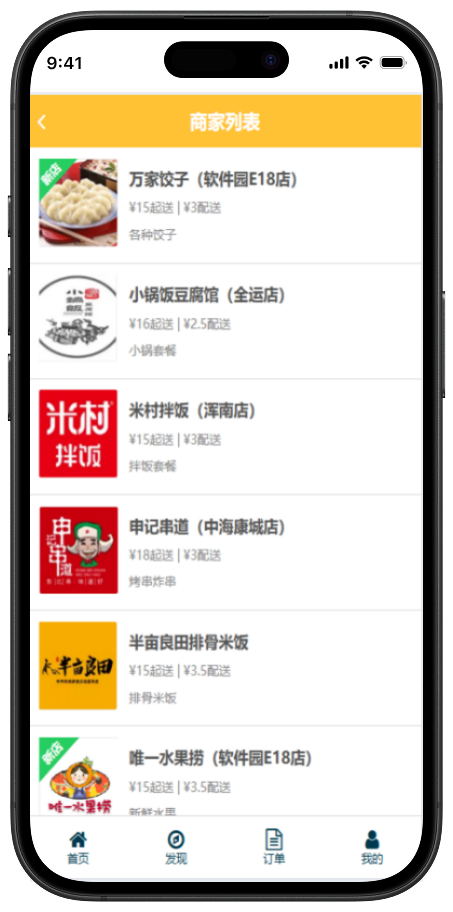 9:41
商家列表
新店
万家饺子（软件园E18店）
¥15起送 | ¥3配送
各种饺子
小锅饭
小锅饭豆腐馆（全运店）
¥16起送 | ¥2.5配送
小锅套餐
米村
拌饭
米村拌饭（浑南店）
¥15起送 | ¥3配送
拌饭套餐
申记串道
申记串道（中海康城店）
¥18起送 | ¥3配送
烤串炸串
半亩良田
半亩良田排骨米饭
¥15起送 | ¥3.5配送
排骨米饭
新店
唯一水果捞
唯一水果捞（软件园E18店）
¥15起送 | ¥3.5配送
新鲜水果
首页
发现
订单
我的